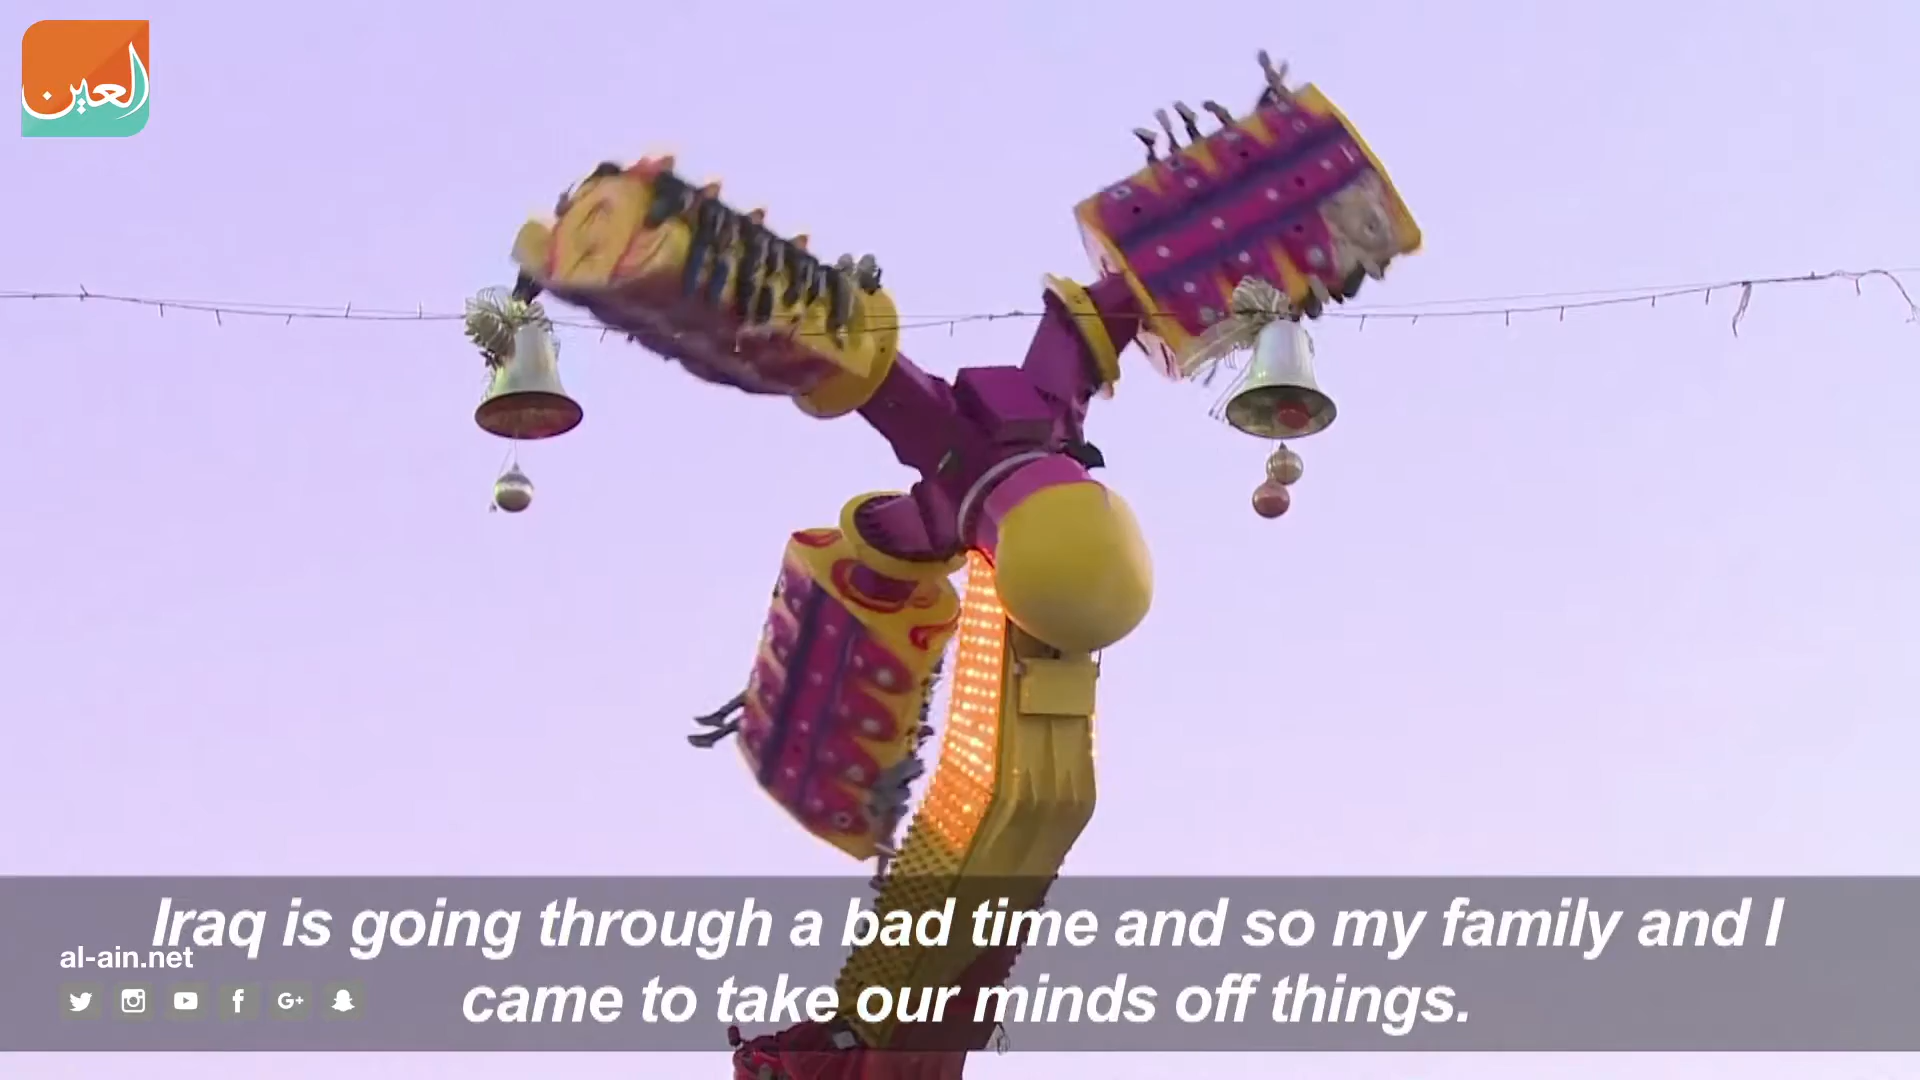 العين
Iraq is going through a bad time and so my family and I
came to take our minds off things.
al-ain.net